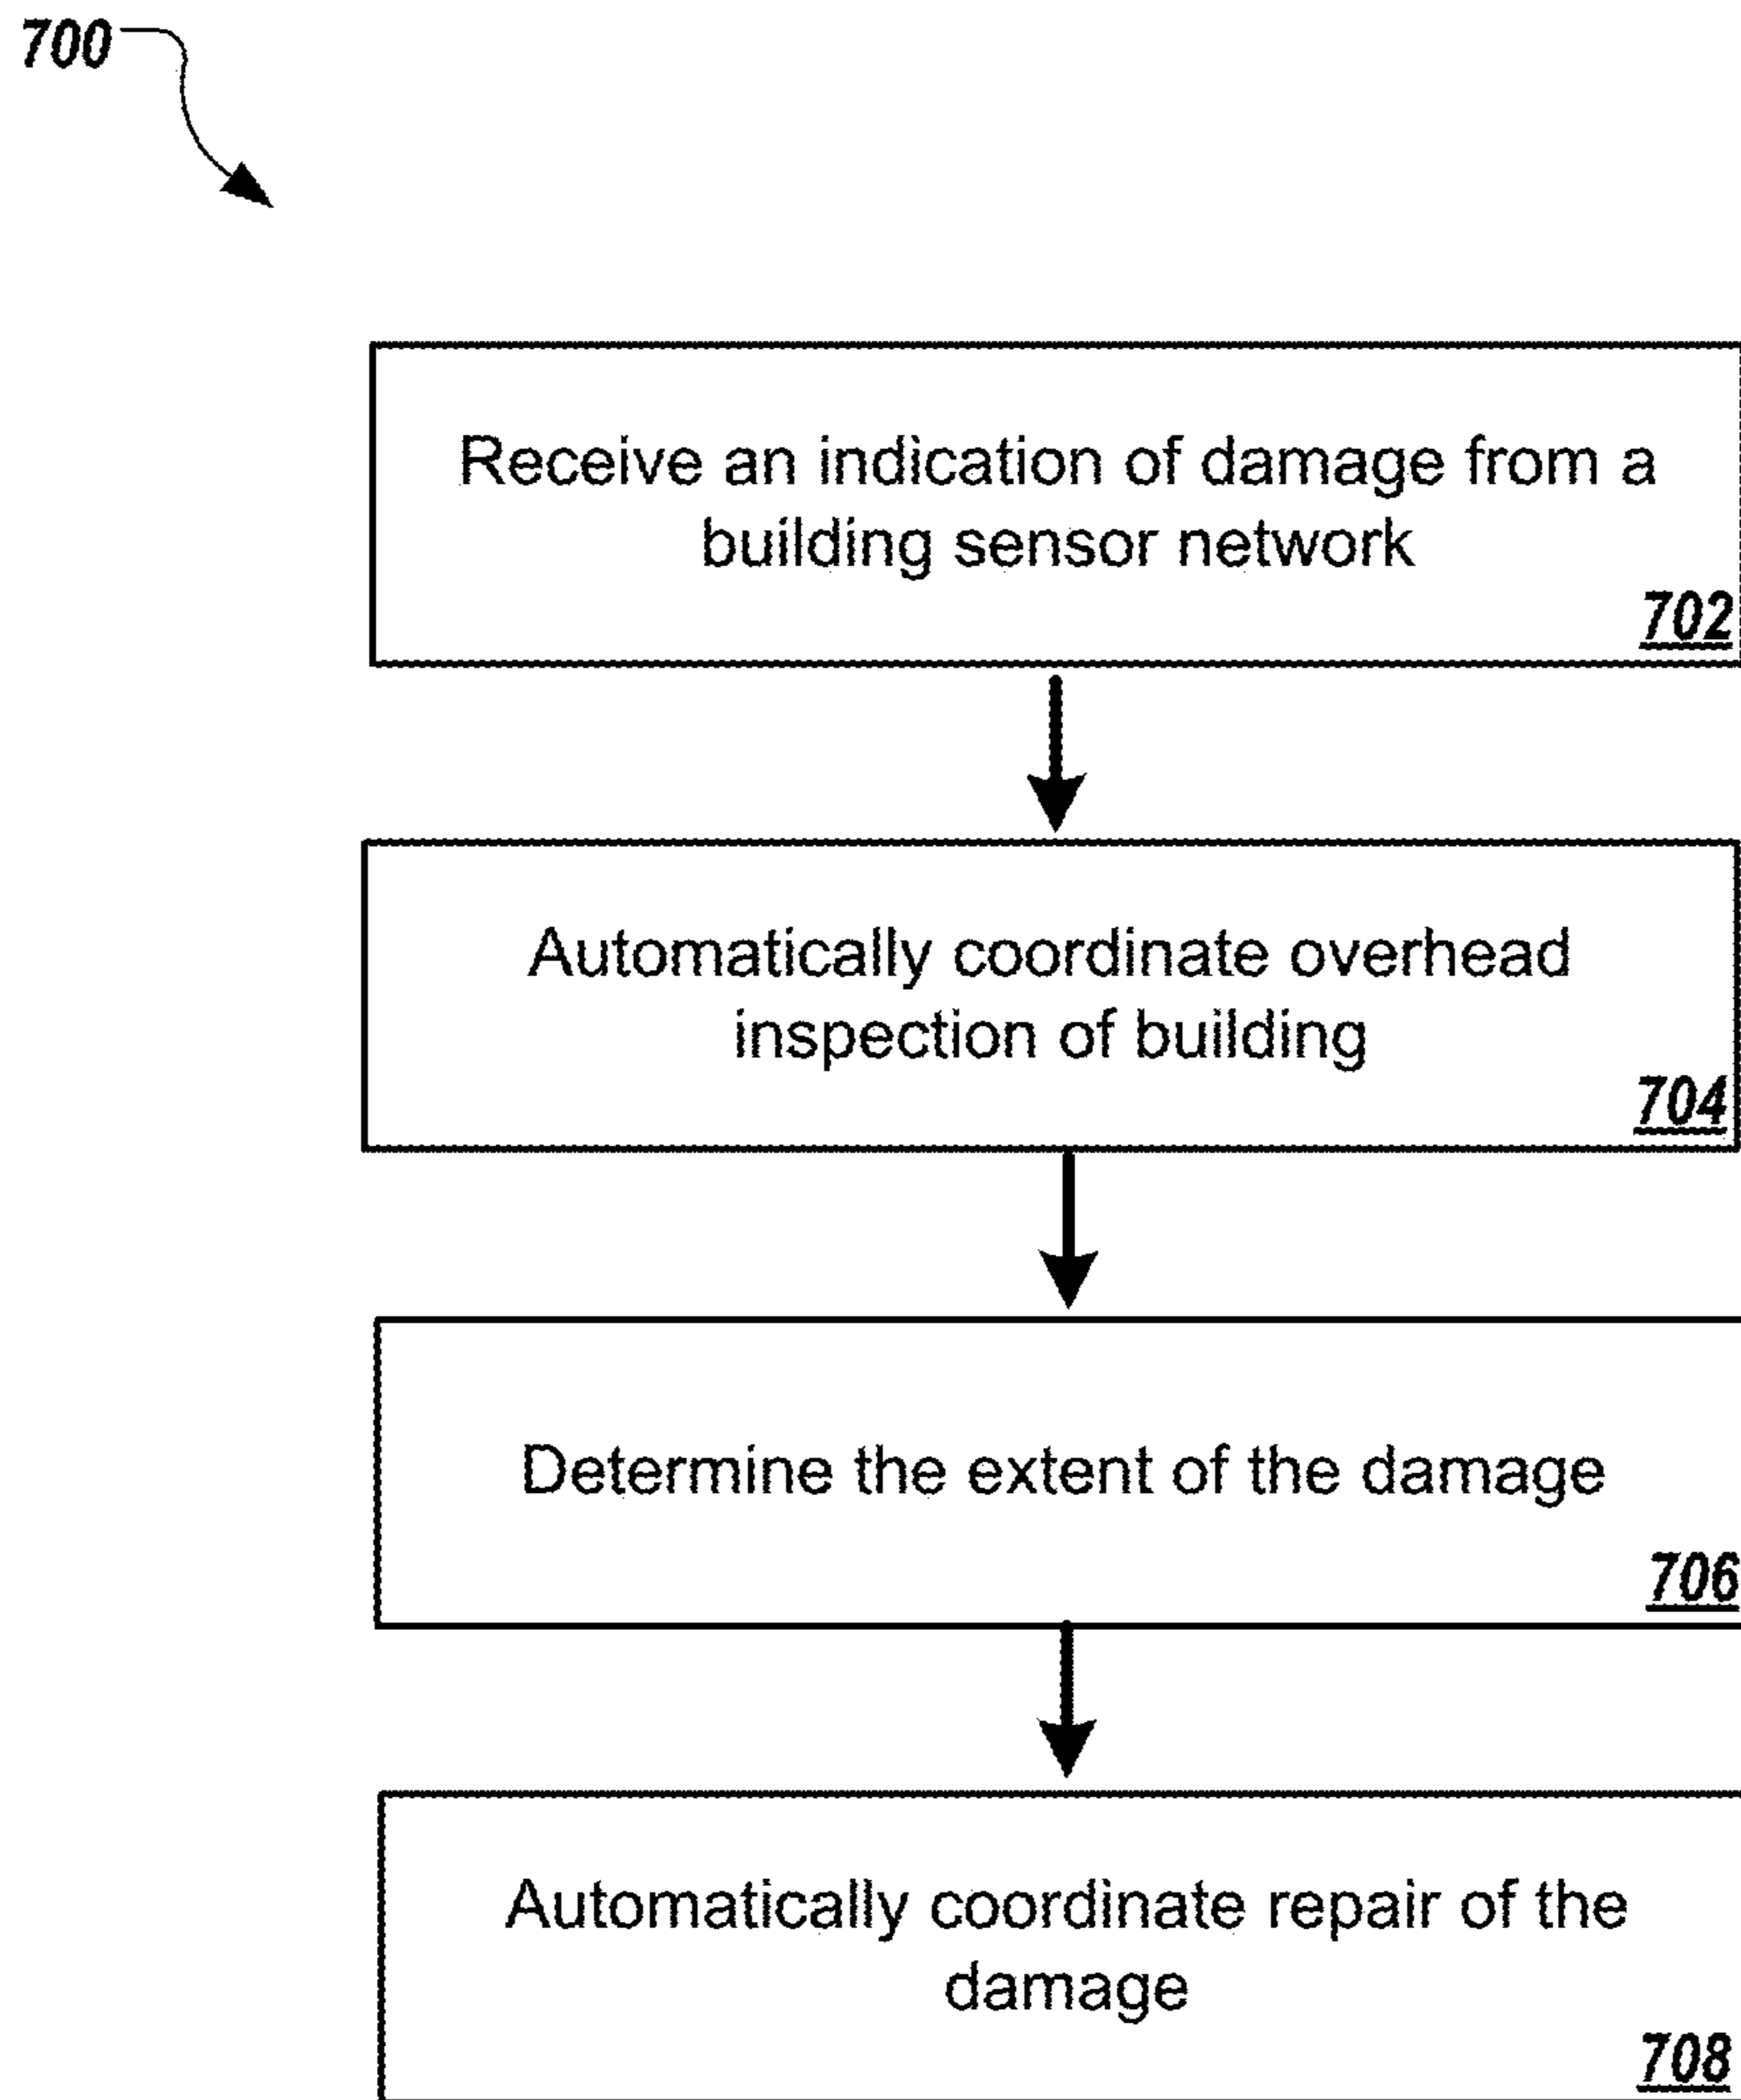 700
Receive an indication of damage from a
building sensor network
702
Automatically coordinate overhead
inspection of building
704
Determine the extent of the damage
706
Automatically coordinate repair of the
damage
708